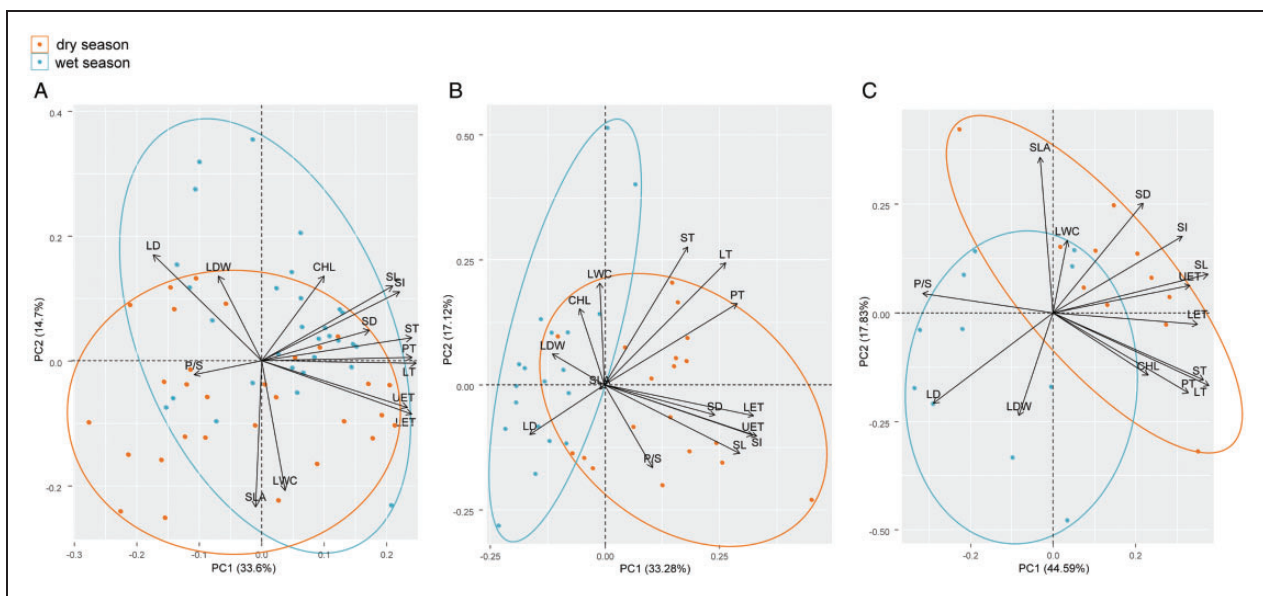 dry season
wet season
A
B
C
0.4
0.2
0.0
-0.2
PC2 (14.7%)
-0.3
-0.2
-0.1
0.0
0.1
0.2
PC1 (33.6%)
LD
LDW
CHL
SL
SI
SD
ST
PT
LT
P/S
UET
LET
SLA
LWC
0.50
0.25
0.00
-0.25
PC2 (17.12%)
-0.25
0.00
0.25
PC1 (33.28%)
ST
LT
LWC
CHL
PT
LDW
SLA
LD
SD
LET
UET
SI
SL
P/S
0.25
0.00
-0.25
-0.50
PC2 (17.83%)
-0.2
0.0
0.2
PC1 (44.59%)
SLA
SD
LWC
SI
SL
UET
P/S
LET
CHL
ST
PT
LT
LD
LDW